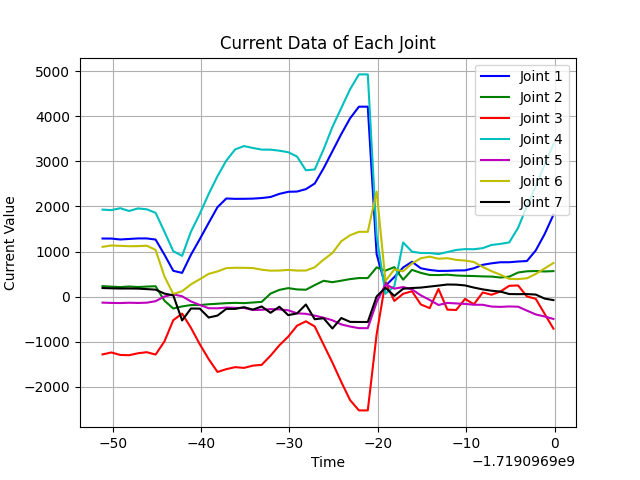 Current Data of Each Joint
Current Value
5000
4000
3000
2000
1000
0
−1000
−2000
Joint 1
Joint 2
Joint 3
Joint 4
Joint 5
Joint 6
Joint 7
−50
−40
−30
−20
−10
0
Time
−1.7190969e9